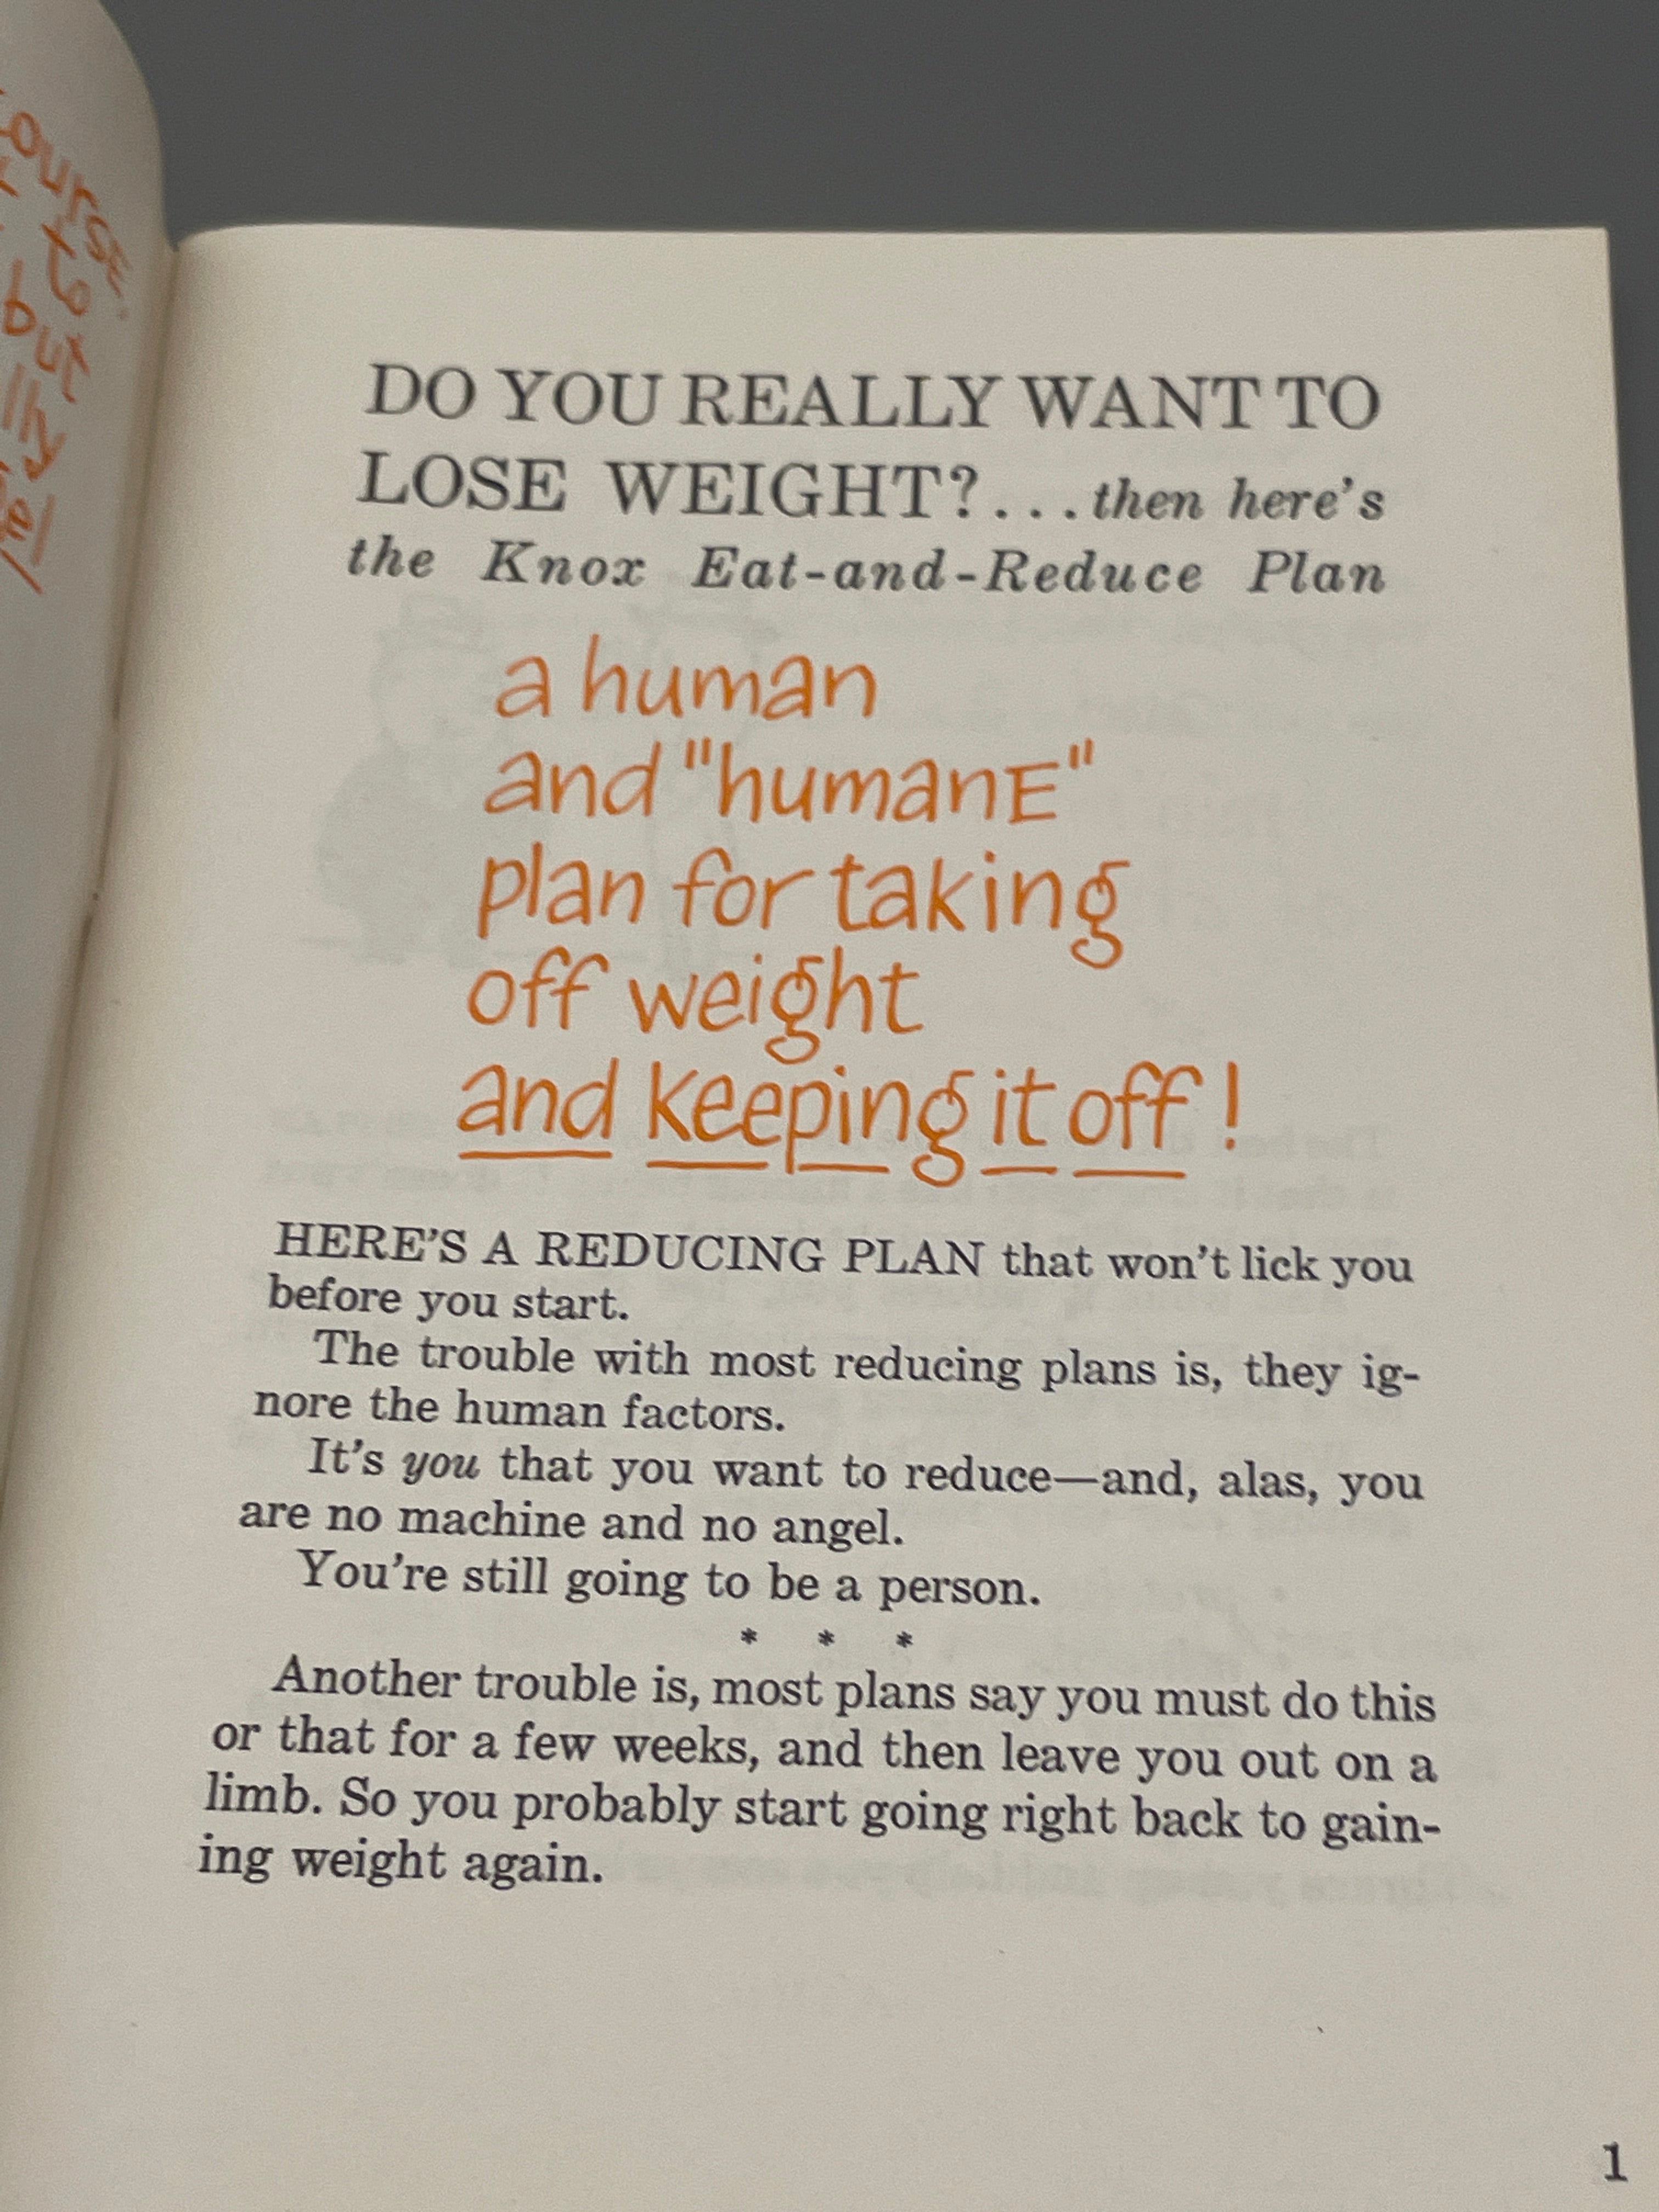 ourse.
to
but
DO YOU REALLY WANT TO
LOSE WEIGHT?...then here's
the Knox Eat-and-Reduce Plan
a human
and "humanE"
plan for taking
off weight
and keeping it off!
HERE'S A REDUCING PLAN that won't lick you
before you start.
The trouble with most reducing plans is, they ig-
nore the human factors.
It's you that you want to reduce—and, alas, you
are no machine and no angel.
You're still going to be a person.
* * *
Another trouble is, most plans say you must do this
or that for a few weeks, and then leave you out on a
limb. So you probably start going right back to gain-
ing weight again.
1